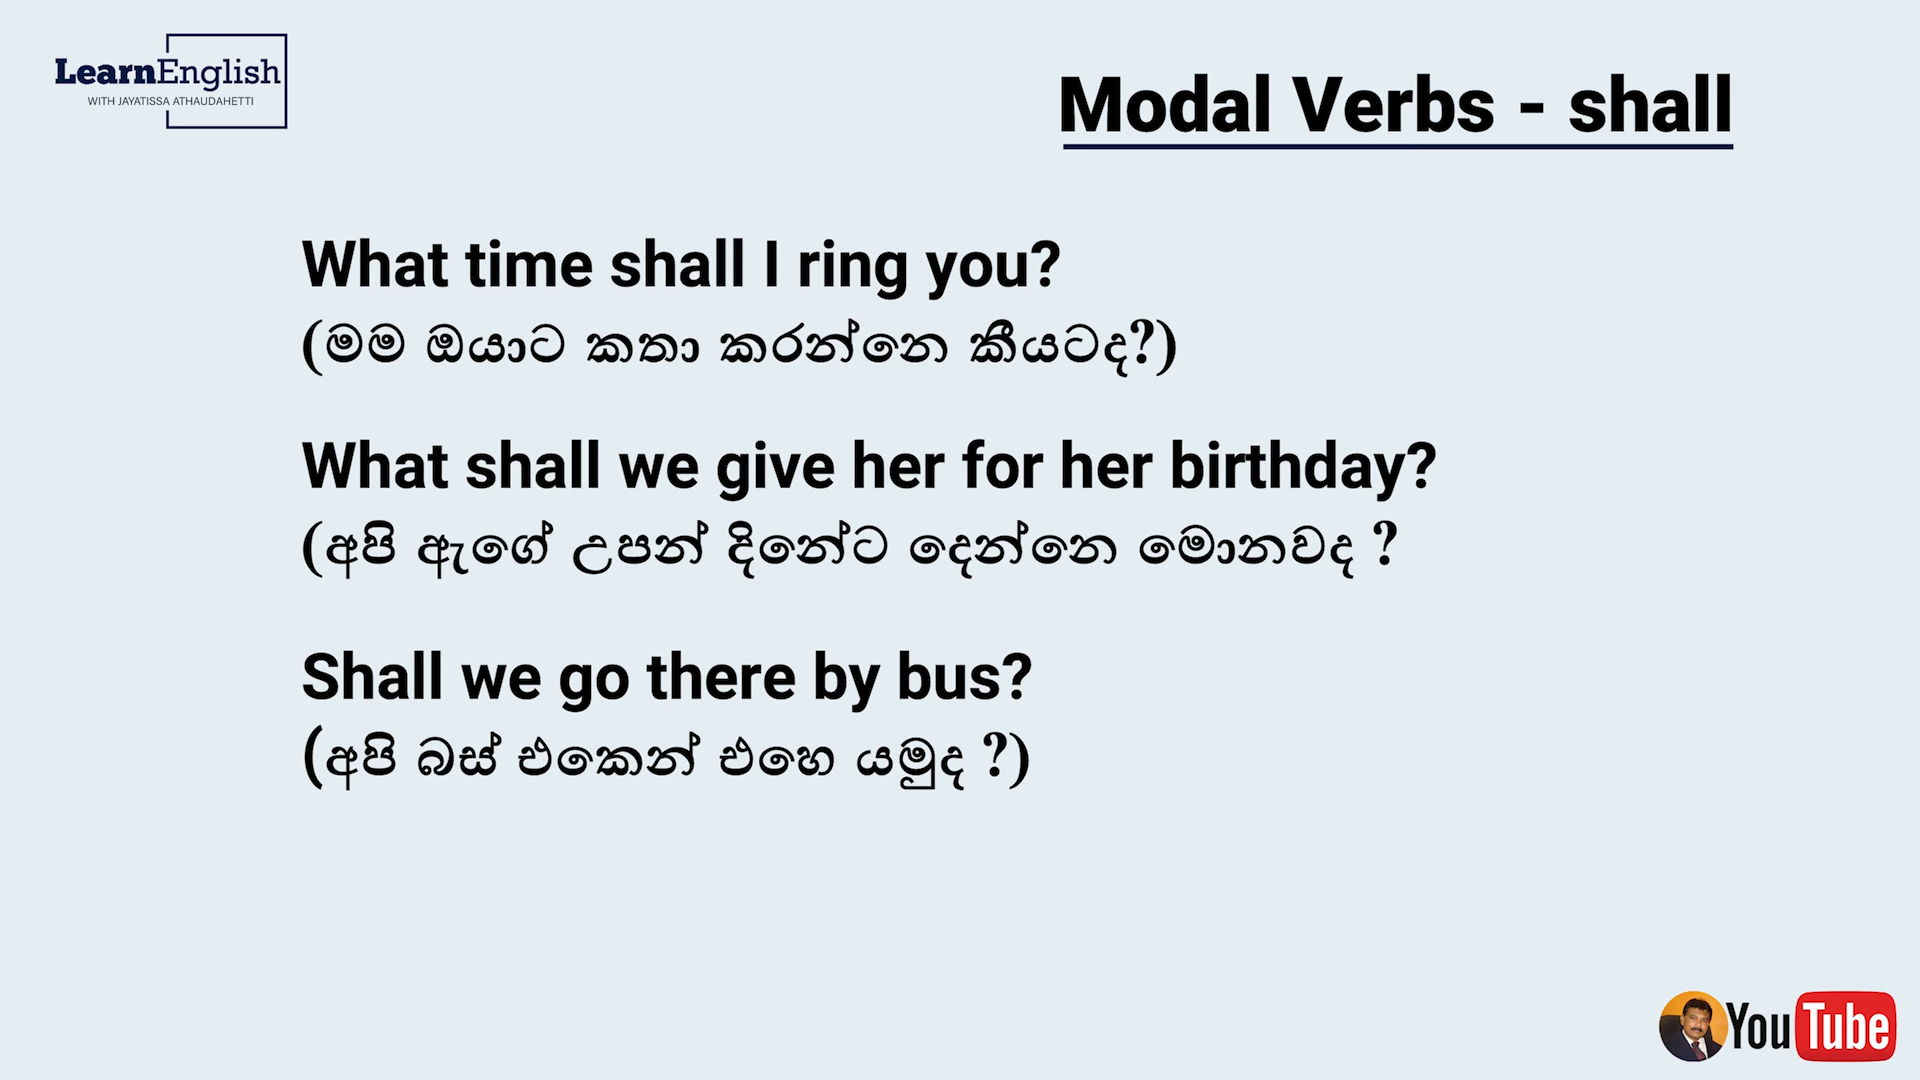 LearnEnglish
WITH JAYATISSA ATHAUDAHETTI
Modal Verbs - shall
What time shall I ring you?
(මම ඔයාට කතා කරන්නෙ කීයටද?)
What shall we give her for her birthday?
(අපි ඇගේ උපන් දිනේට දෙන්නෙ මොනවද ?
Shall we go there by bus?
(අපි බස් එකෙන් එහෙ යමුද ?)
YouTube